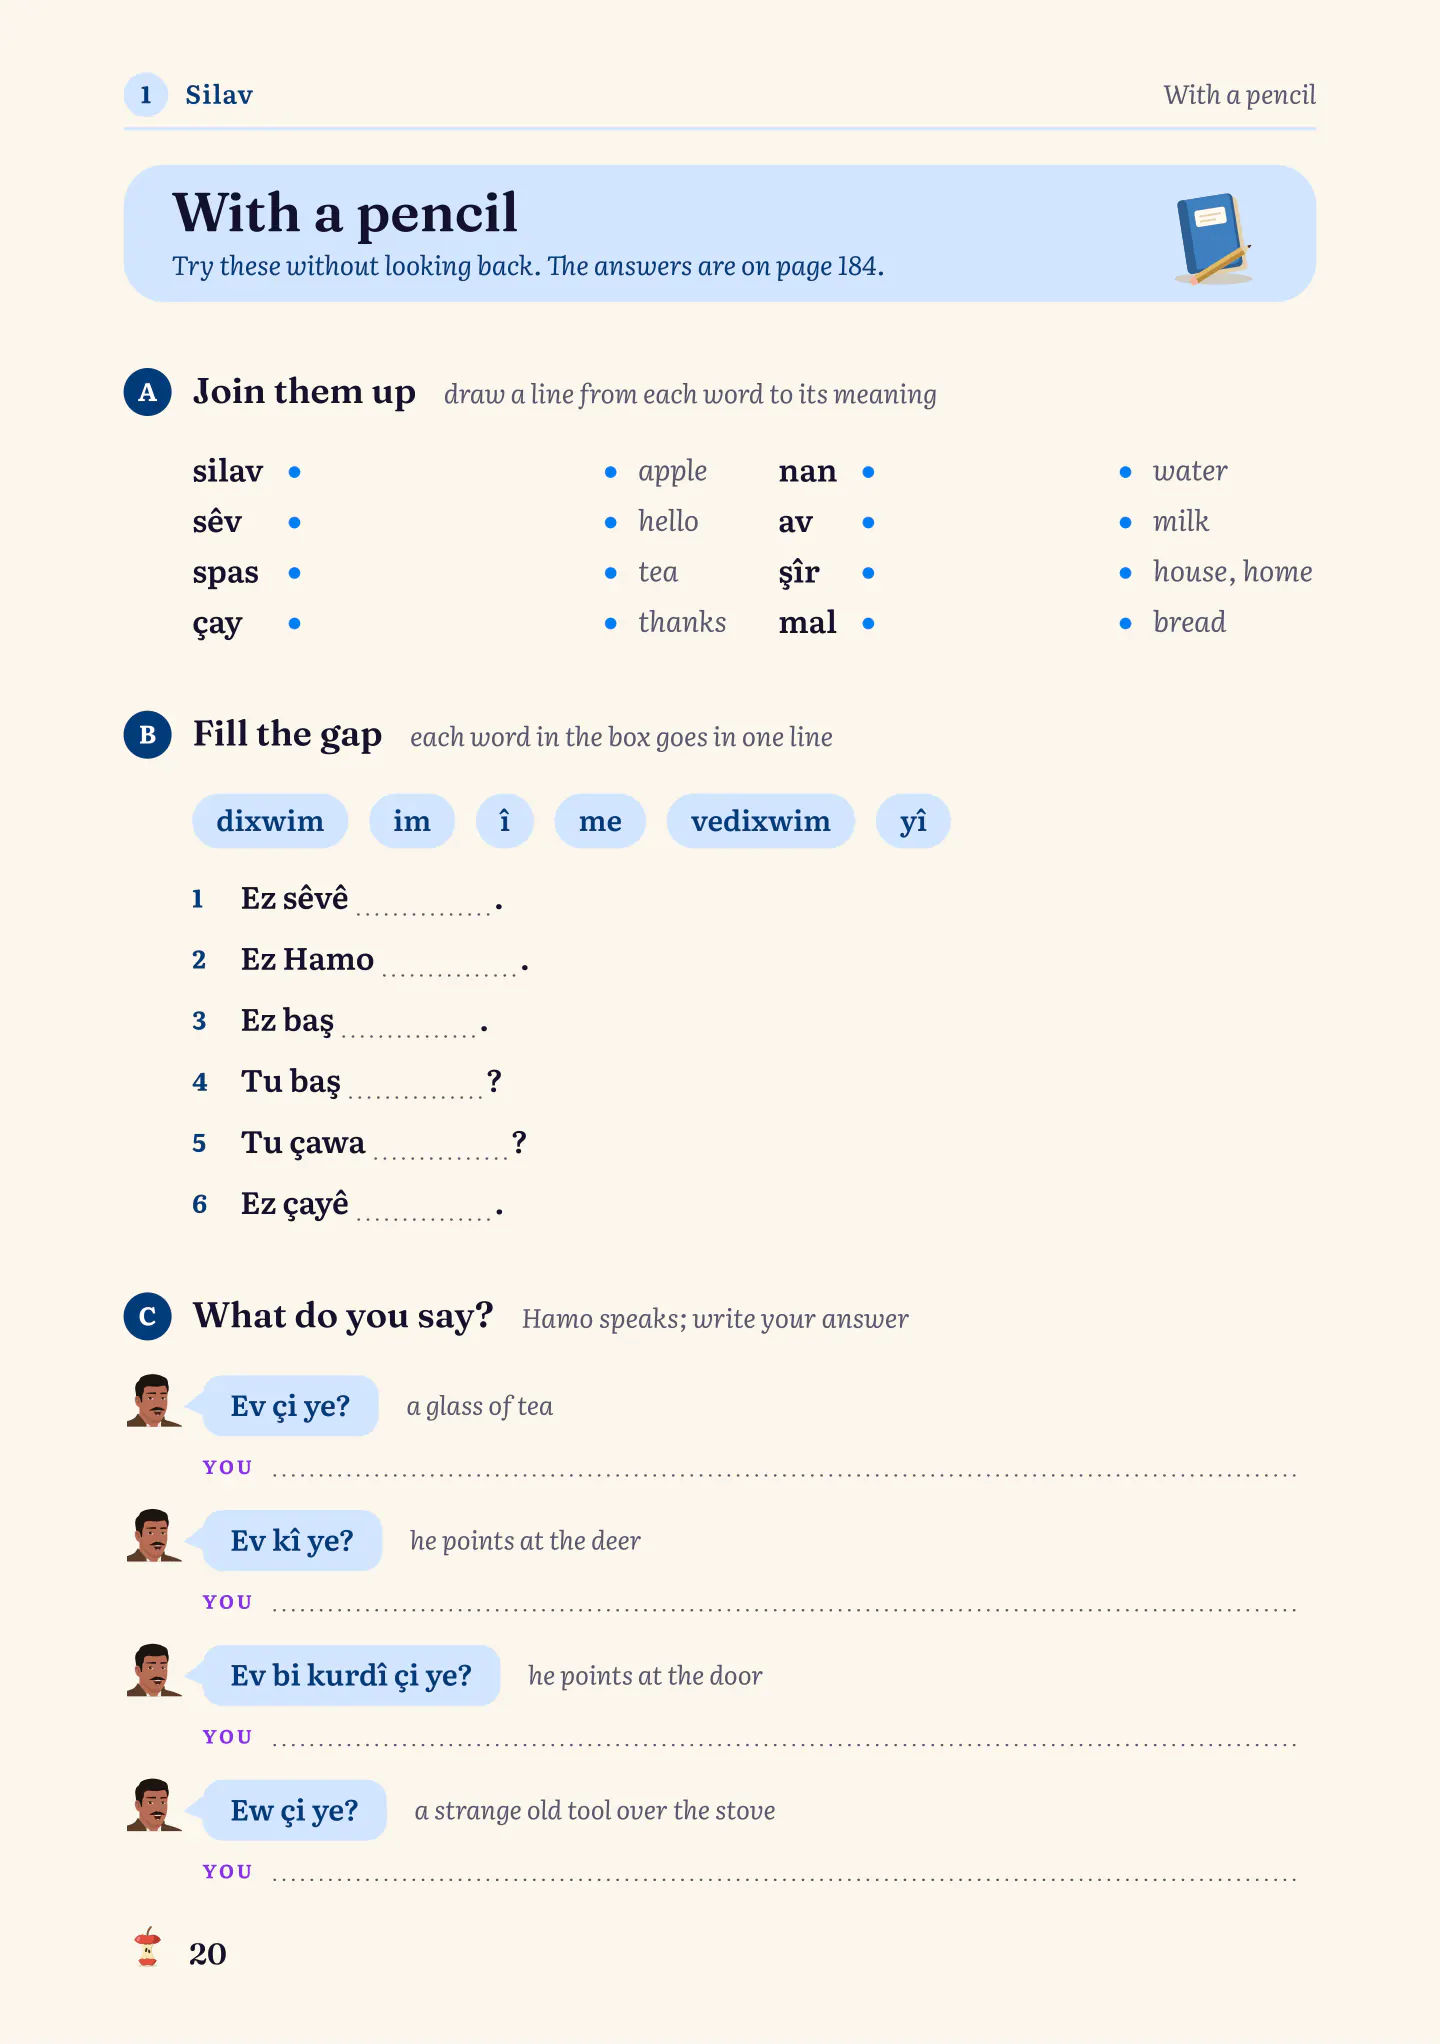 1 Silav With a pencil
With a pencil
Try these without looking back. The answers are on page 184.
A Join them up draw a line from each word to its meaning
silav • • apple nan • • water
sêv • • hello av • • milk
spas • • tea şîr • • house, home
çay • • thanks mal • • bread
B Fill the gap each word in the box goes in one line
dixwim im î me vedixwim yî
1 Ez sêvê ............... .
2 Ez Hamo ............... .
3 Ez baş ............... .
4 Tu baş ............... ?
5 Tu çawa ............... ?
6 Ez çayê ............... .
C What do you say? Hamo speaks; write your answer
Ev çi ye? a glass of tea
YOU
Ev kî ye? he points at the deer
YOU
Ev bi kurdî çi ye? he points at the door
YOU
Ew çi ye? a strange old tool over the stove
YOU
20